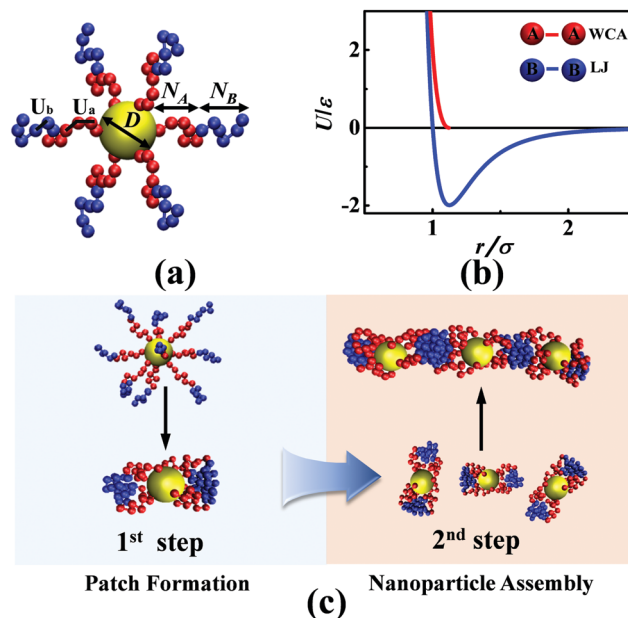 U_b U_a N_A N_B
D
(a)
U/ε
2
0
-2
1 2
r/σ
A A WCA
B B LJ
(b)
1st step
2nd step
Patch Formation
Nanoparticle Assembly
(c)